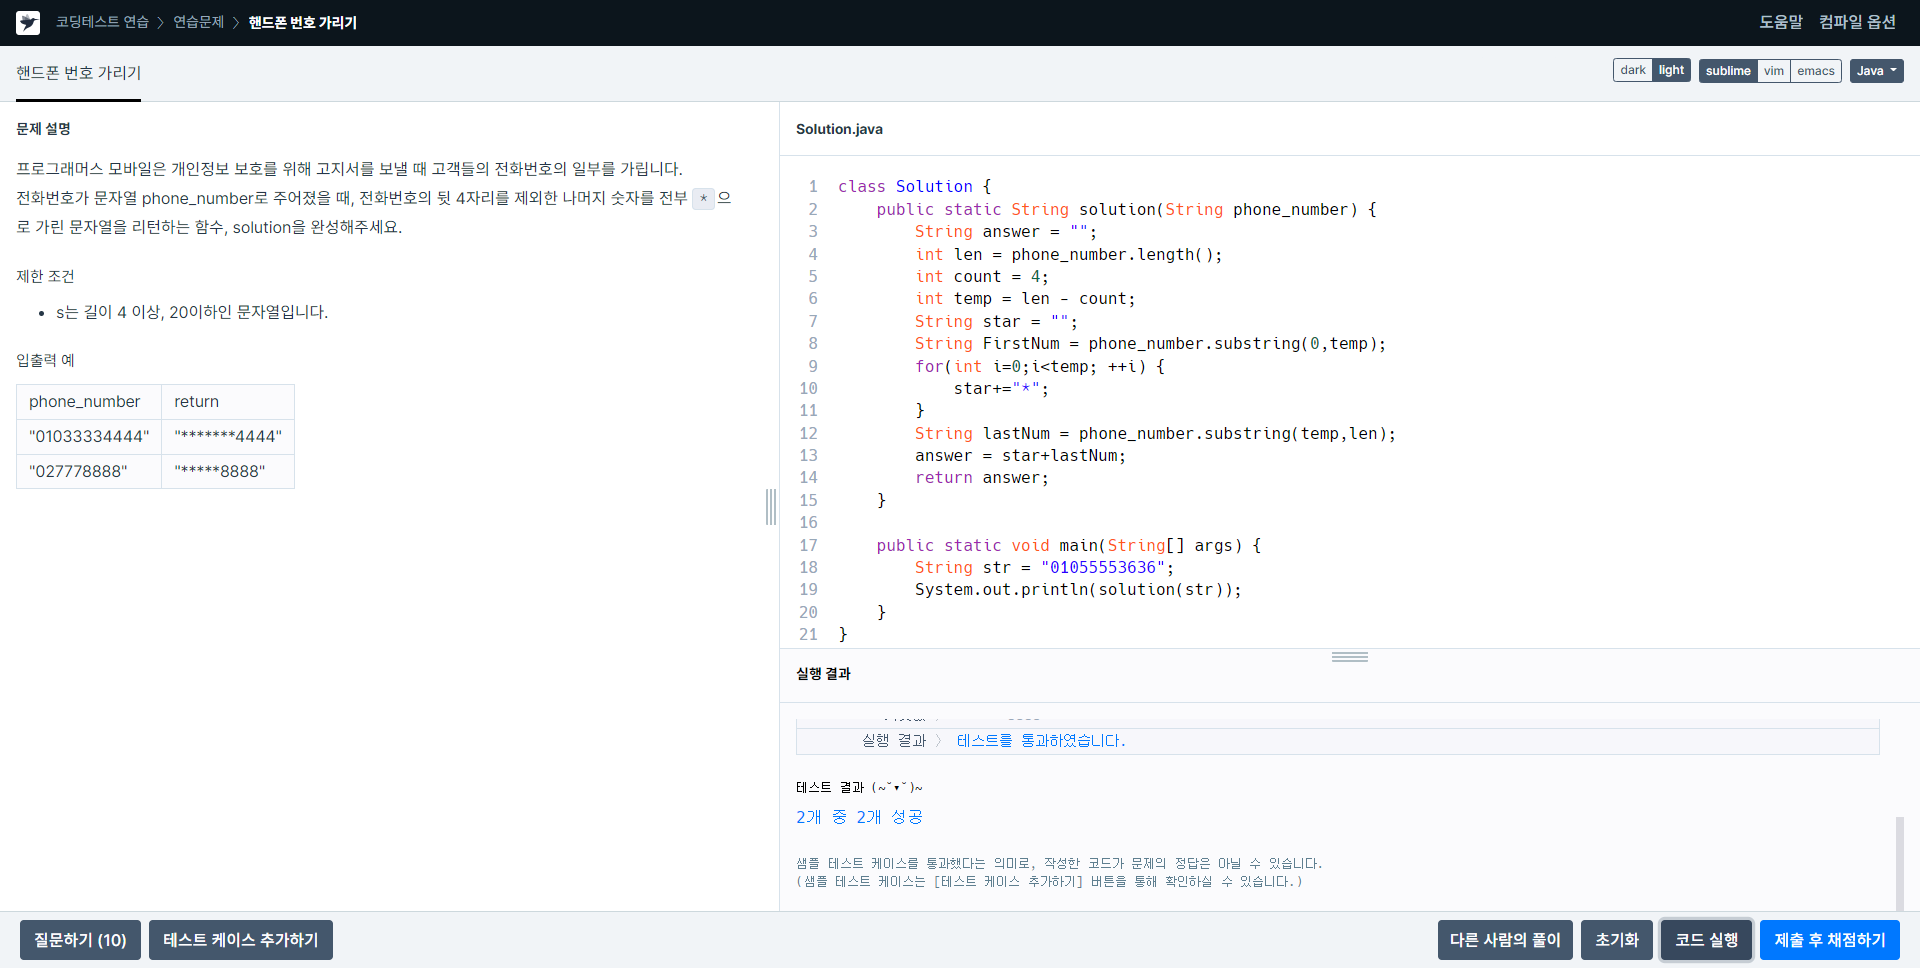 코딩테스트 연습 > 연습문제 > 핸드폰 번호 가리기
도움말 컴파일 옵션
핸드폰 번호 가리기
dark light sublime vim emacs Java
문제 설명
프로그래머스 모바일은 개인정보 보호를 위해 고지서를 보낼 때 고객들의 전화번호의 일부를 가립니다.
전화번호가 문자열 phone_number로 주어졌을 때, 전화번호의 뒷 4자리를 제외한 나머지 숫자를 전부 * 으
로 가린 문자열을 리턴하는 함수, solution을 완성해주세요.
제한 조건
• s는 길이 4 이상, 20이하인 문자열입니다.
입출력 예
phone_number return
"01033334444" "*******4444"
"027778888" "*****8888"
Solution.java
1 class Solution {
2     public static String solution(String phone_number) {
3         String answer = "";
4         int len = phone_number.length();
5         int count = 4;
6         int temp = len - count;
7         String star = "";
8         String FirstNum = phone_number.substring(0,temp);
9         for(int i=0;i<temp; ++i) {
10             star+="*";
11         }
12         String lastNum = phone_number.substring(temp,len);
13         answer = star+lastNum;
14         return answer;
15     }
16
17     public static void main(String[] args) {
18         String str = "01055553636";
19         System.out.println(solution(str));
20     }
21 }
실행 결과
실행 결과 > 테스트를 통과하였습니다.
테스트 결과 (~˘▾˘)~
2개 중 2개 성공
샘플 테스트 케이스를 통과했다는 의미로, 작성한 코드가 문제의 정답은 아닐 수 있습니다.
(샘플 테스트 케이스는 [테스트 케이스 추가하기] 버튼을 통해 확인하실 수 있습니다.)
질문하기 (10) 테스트 케이스 추가하기 다른 사람의 풀이 초기화 코드 실행 제출 후 채점하기